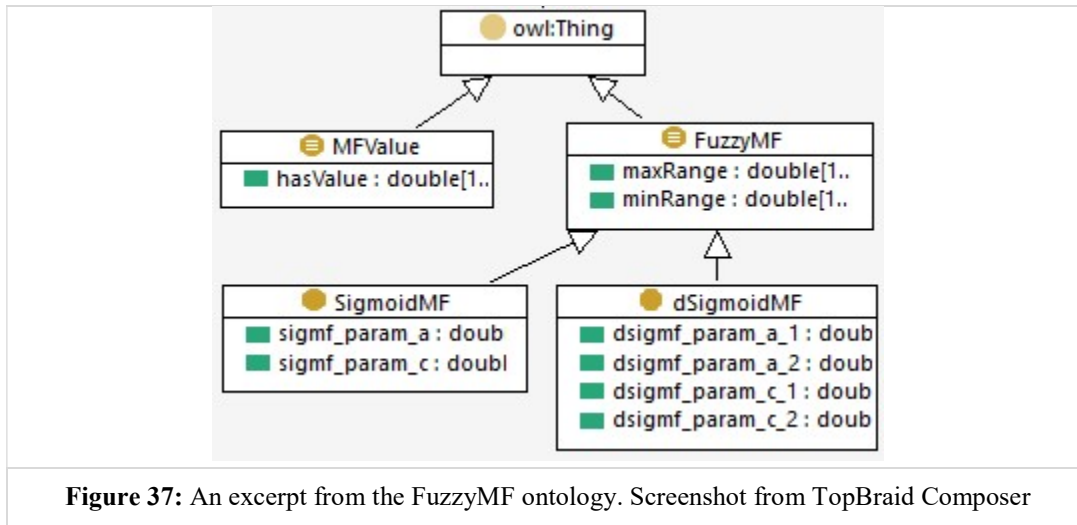 owl:Thing
MFValue
hasValue : double[1..
FuzzyMF
maxRange : double[1..
minRange : double[1..
SigmoidMF
sigmf_param_a : doub
sigmf_param_c : doubl
dSigmoidMF
dsigmf_param_a_1 : doub
dsigmf_param_a_2 : doub
dsigmf_param_c_1 : doub
dsigmf_param_c_2 : doub
Figure 37: An excerpt from the FuzzyMF ontology. Screenshot from TopBraid Composer